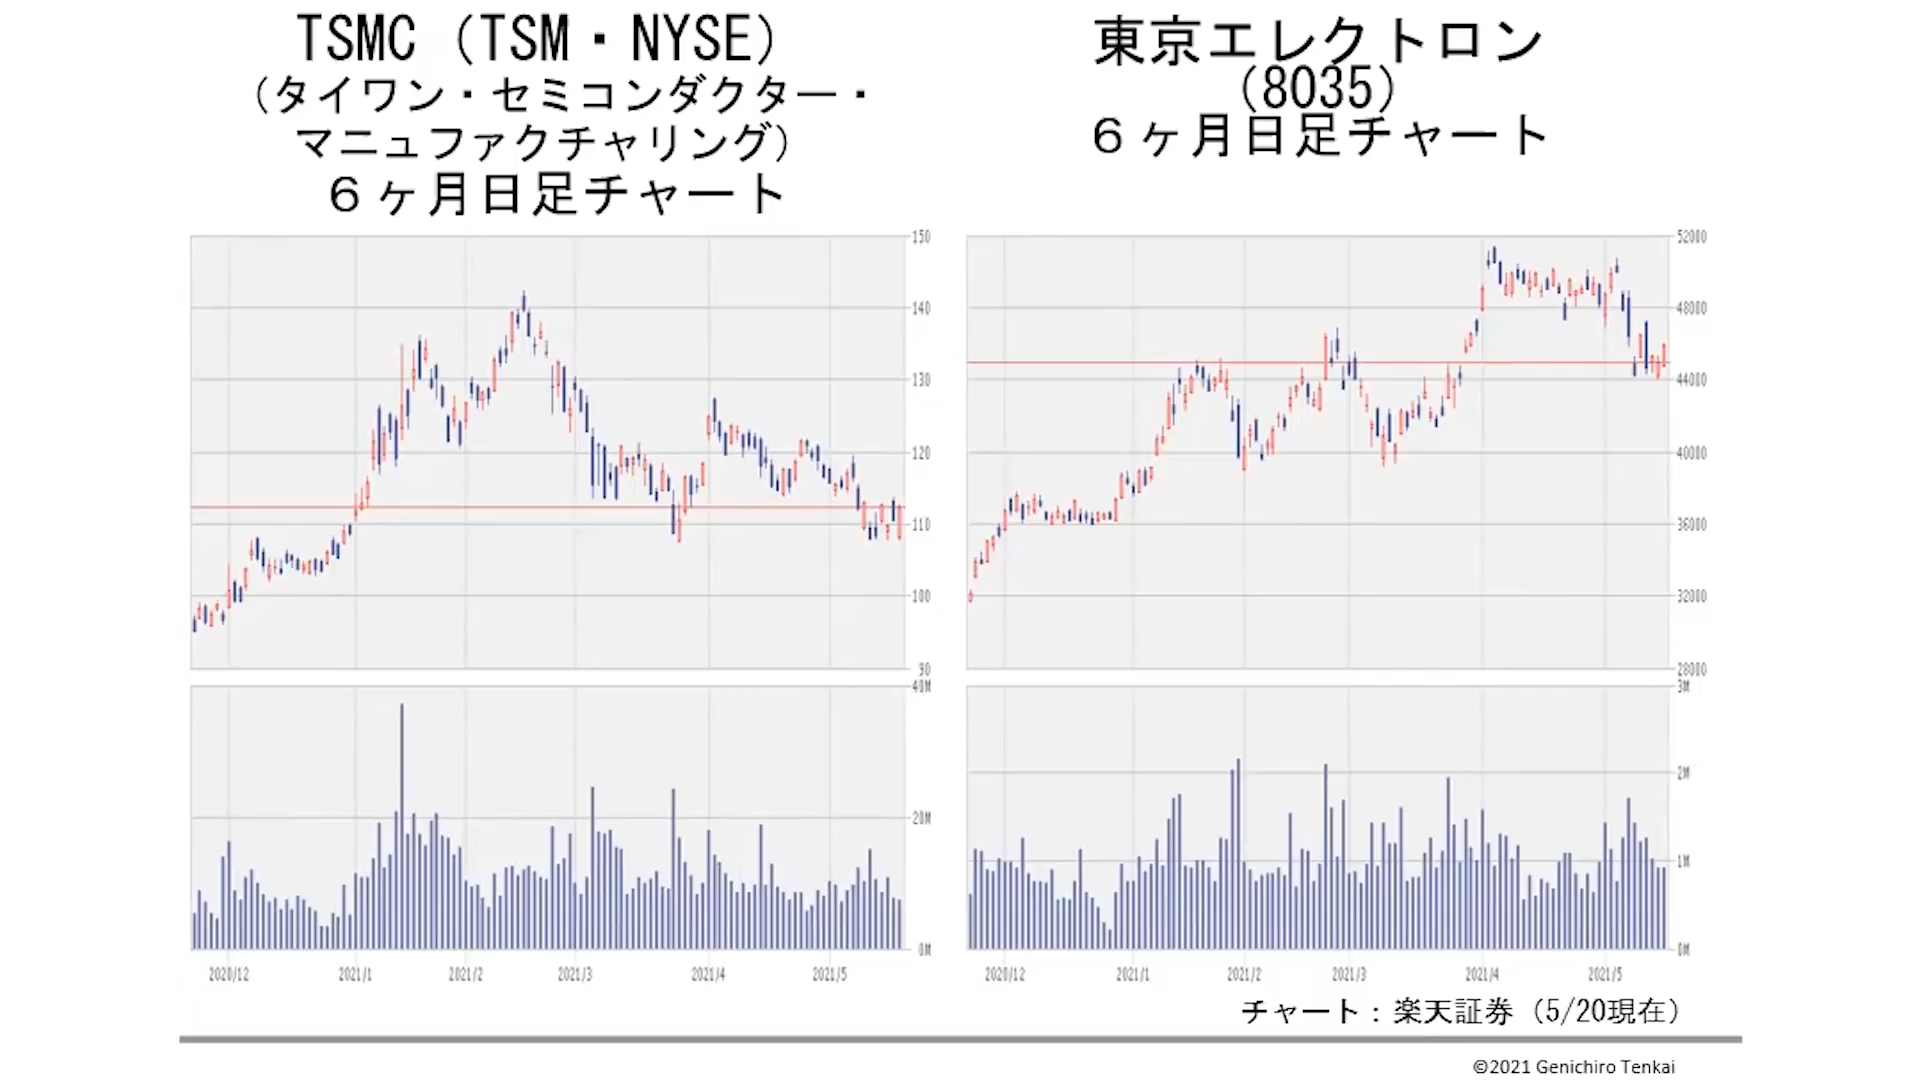 TSMC（TSM・NYSE）
（タイワン・セミコンダクター・
マニュファクチャリング）
６ヶ月日足チャート
東京エレクトロン
（8035）
６ヶ月日足チャート
150
140
130
120
110
100
90
40M
20M
0M
2020/12
2021/1
2021/2
2021/3
2021/4
2021/5
52000
48000
44000
40000
36000
32000
28000
3M
2M
1M
0M
2020/12
2021/1
2021/2
2021/3
2021/4
2021/5
チャート：楽天証券（5/20現在）
©2021 Genichiro Tenkai